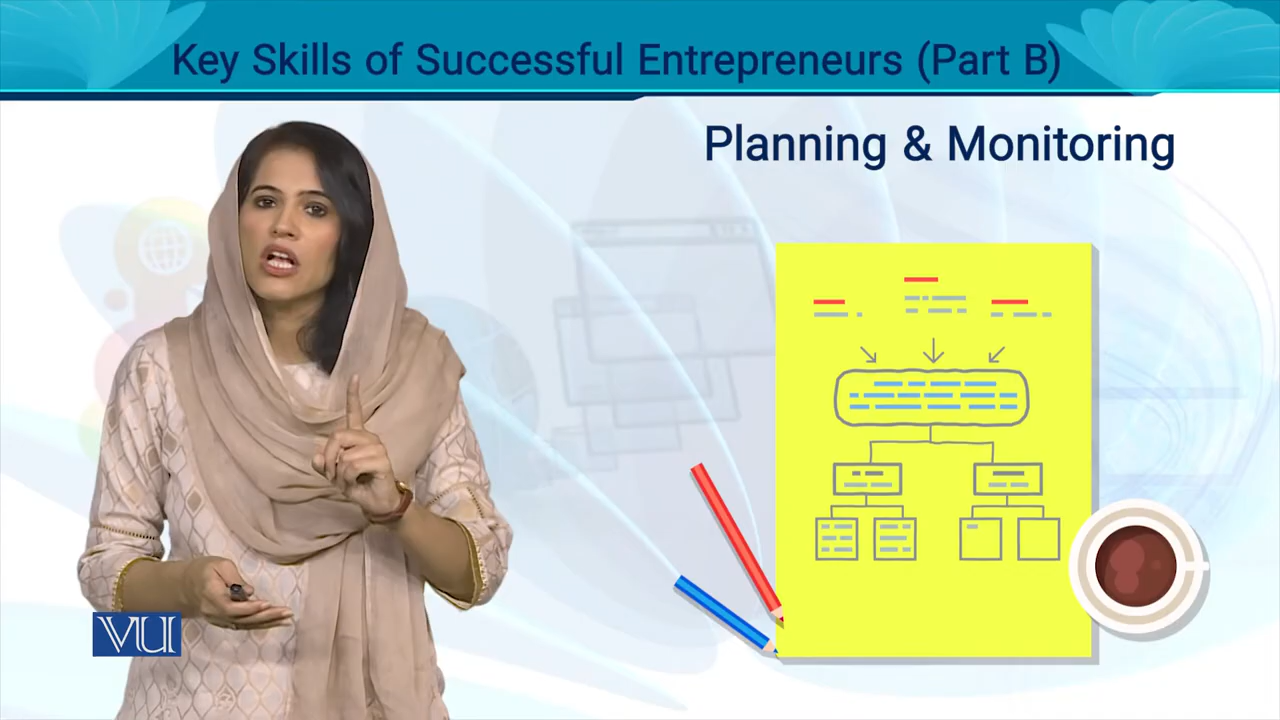 Key Skills of Successful Entrepreneurs (Part B)
Planning & Monitoring
VU